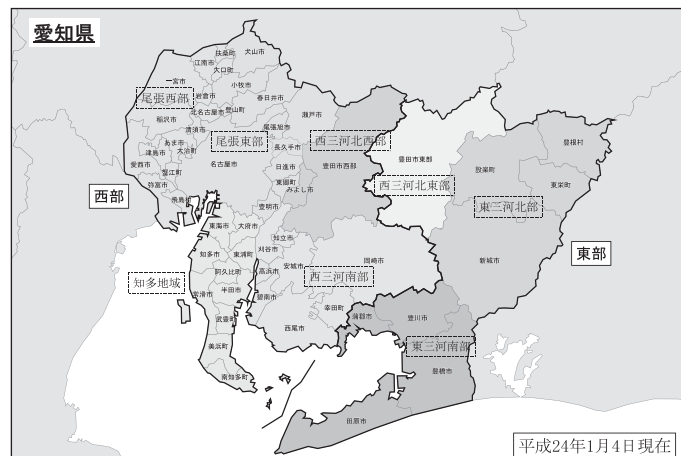 愛知県
扶桑町
犬山市
江南市
大口町
一宮市
小牧市
尾張西部
岩倉市
春日井市
稲沢市
北名古屋市
豊山町
瀬戸市
清須市
尾張旭市
豊根村
あま市
尾張東部
西三河北西部
津島市
大治町
長久手市
豊田市東部
設楽町
愛西市
名古屋市
日進市
豊田市西部
蟹江町
東郷町
西三河北東部
東栄町
弥富市
みよし市
西部
飛島村
豊明市
東三河北部
東海市
大府市
知立市
東部
知多市
東浦町
刈谷市
岡崎市
新城市
安城市
阿久比町
高浜市
西三河南部
知多地域
常滑市
半田市
碧南市
幸田町
武豊町
蒲郡市
豊川市
西尾市
美浜町
東三河南部
南知多町
豊橋市
田原市
平成24年1月4日現在